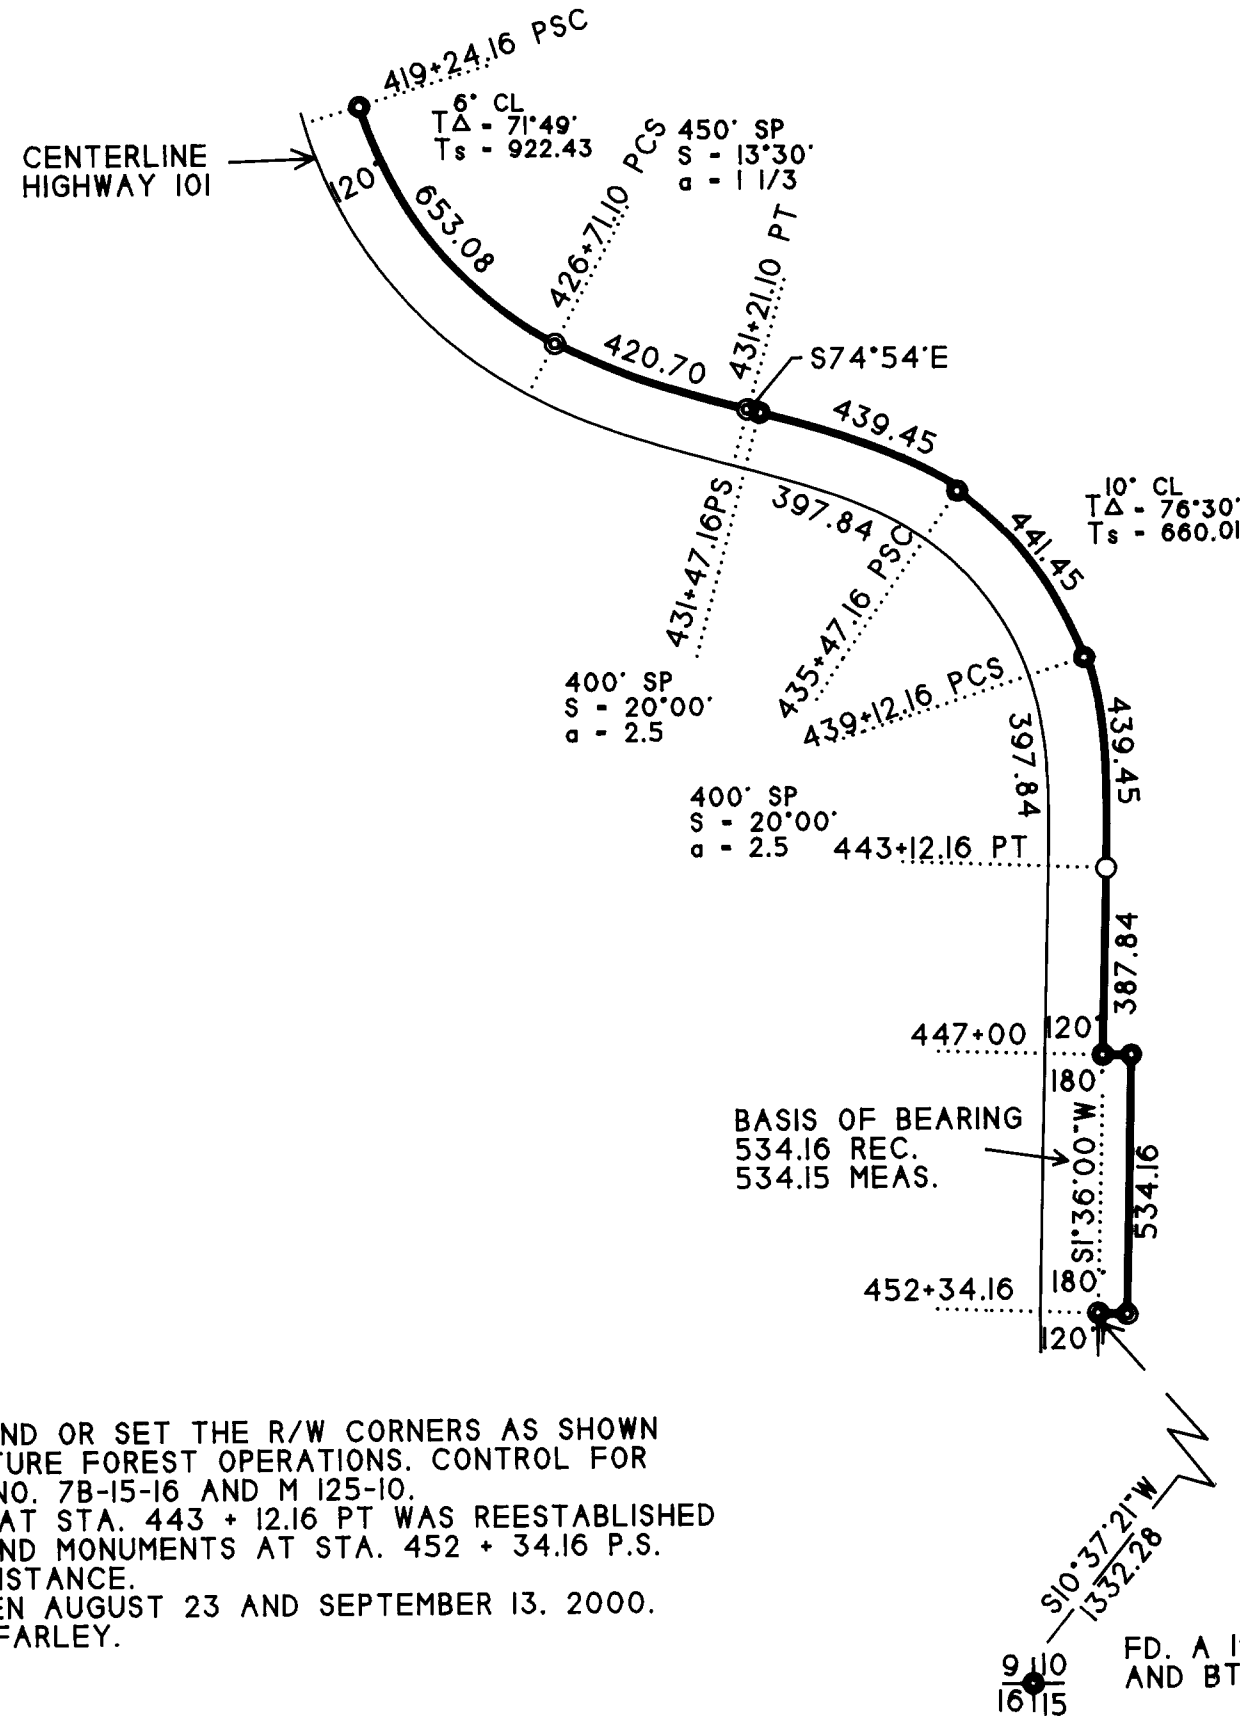 419+24.16 PSC
6° CL
T∆ - 71°49'
Ts - 922.43
CENTERLINE
HIGHWAY 101
120'
653.08
426+71.10 PCS
450' SP
S - 13°30'
a - 1 1/3
431+21.10 PT
420.70
S74°54'E
439.45
431+47.16PS
397.84
435+47.16 PSC
441.45
10° CL
T∆ - 76°30'
Ts - 660.01
400' SP
S - 20°00'
a - 2.5
439+12.16 PCS
439.45
397.84
400' SP
S - 20°00'
a - 2.5
443+12.16 PT
387.84
447+00
120'
180'
BASIS OF BEARING
534.16 REC.
534.15 MEAS.
S1°36'00"W
534.16
452+34.16
180'
120'
ND OR SET THE R/W CORNERS AS SHOWN
TURE FOREST OPERATIONS. CONTROL FOR
NO. 7B-15-16 AND M 125-10.
AT STA. 443 + 12.16 PT WAS REESTABLISHED
ND MONUMENTS AT STA. 452 + 34.16 P.S.
ISTANCE.
EN AUGUST 23 AND SEPTEMBER 13. 2000.
FARLEY.
S10°37'21"W
1332.28
9 10
16 15
FD. A 1
AND BT